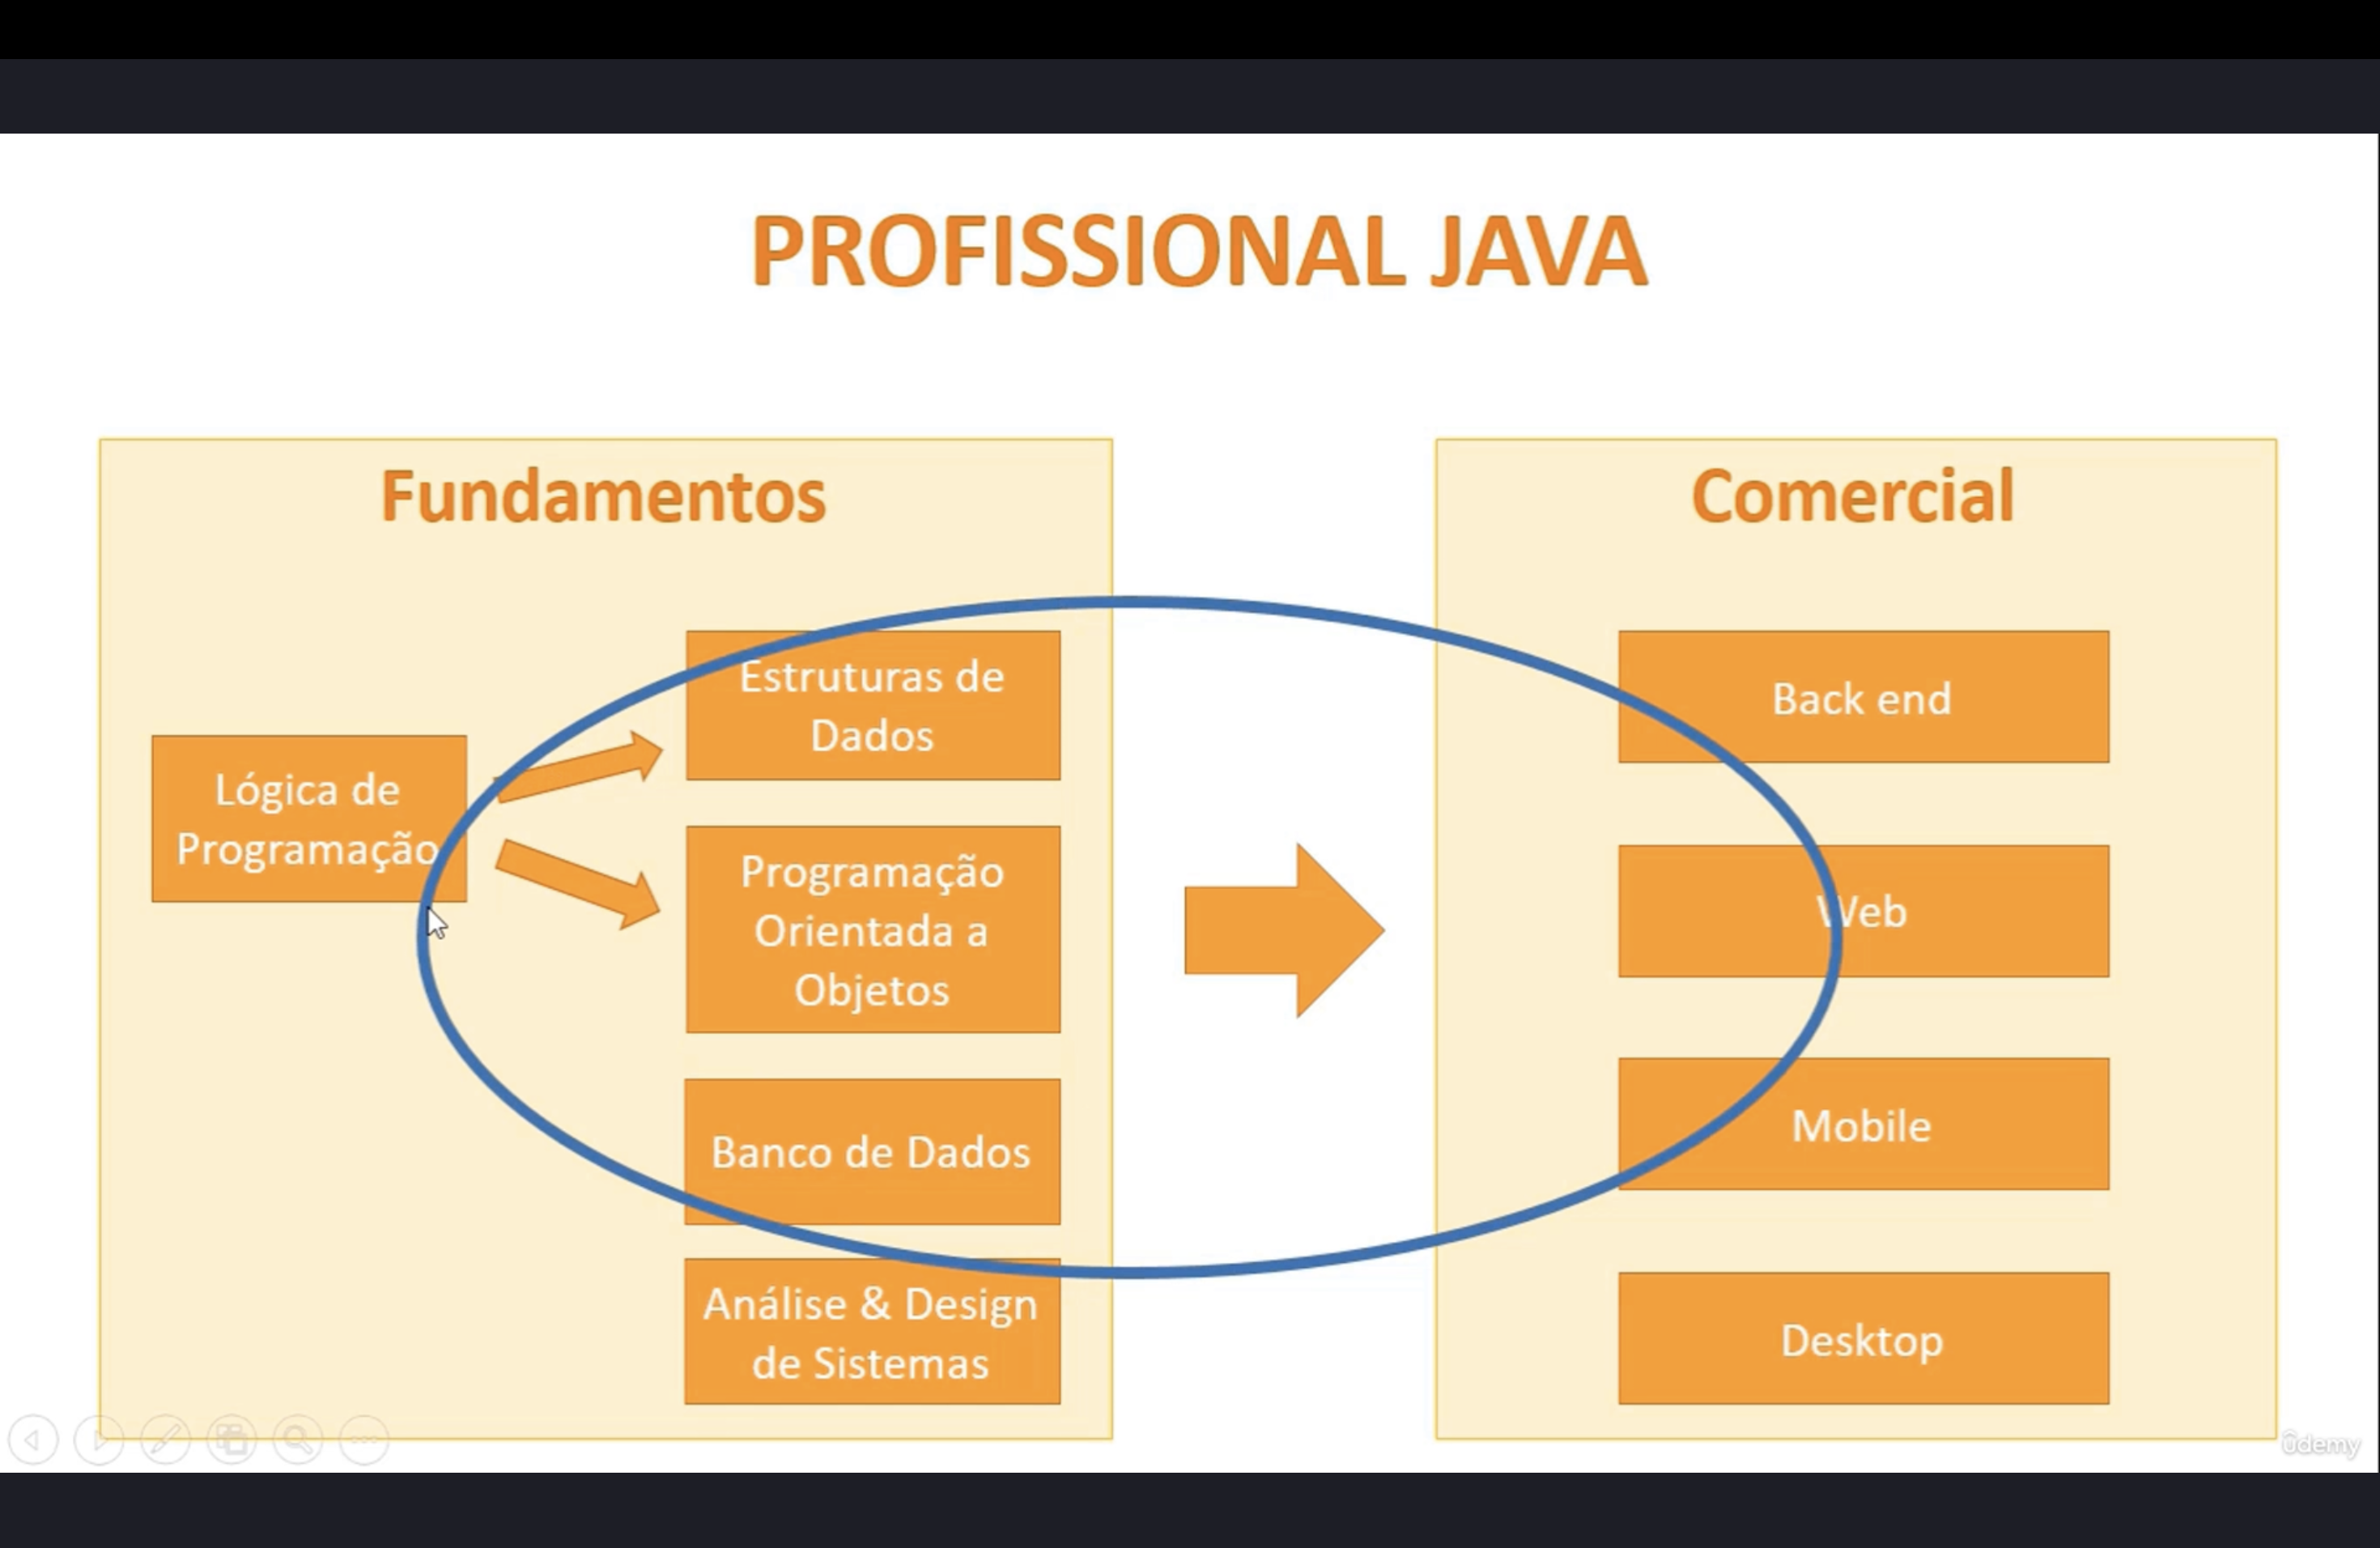 PROFISSIONAL JAVA
Fundamentos
Lógica de
Programação
Estruturas de
Dados
Programação
Orientada a
Objetos
Banco de Dados
Análise & Design
de Sistemas
Comercial
Back end
Web
Mobile
Desktop
ûdemy